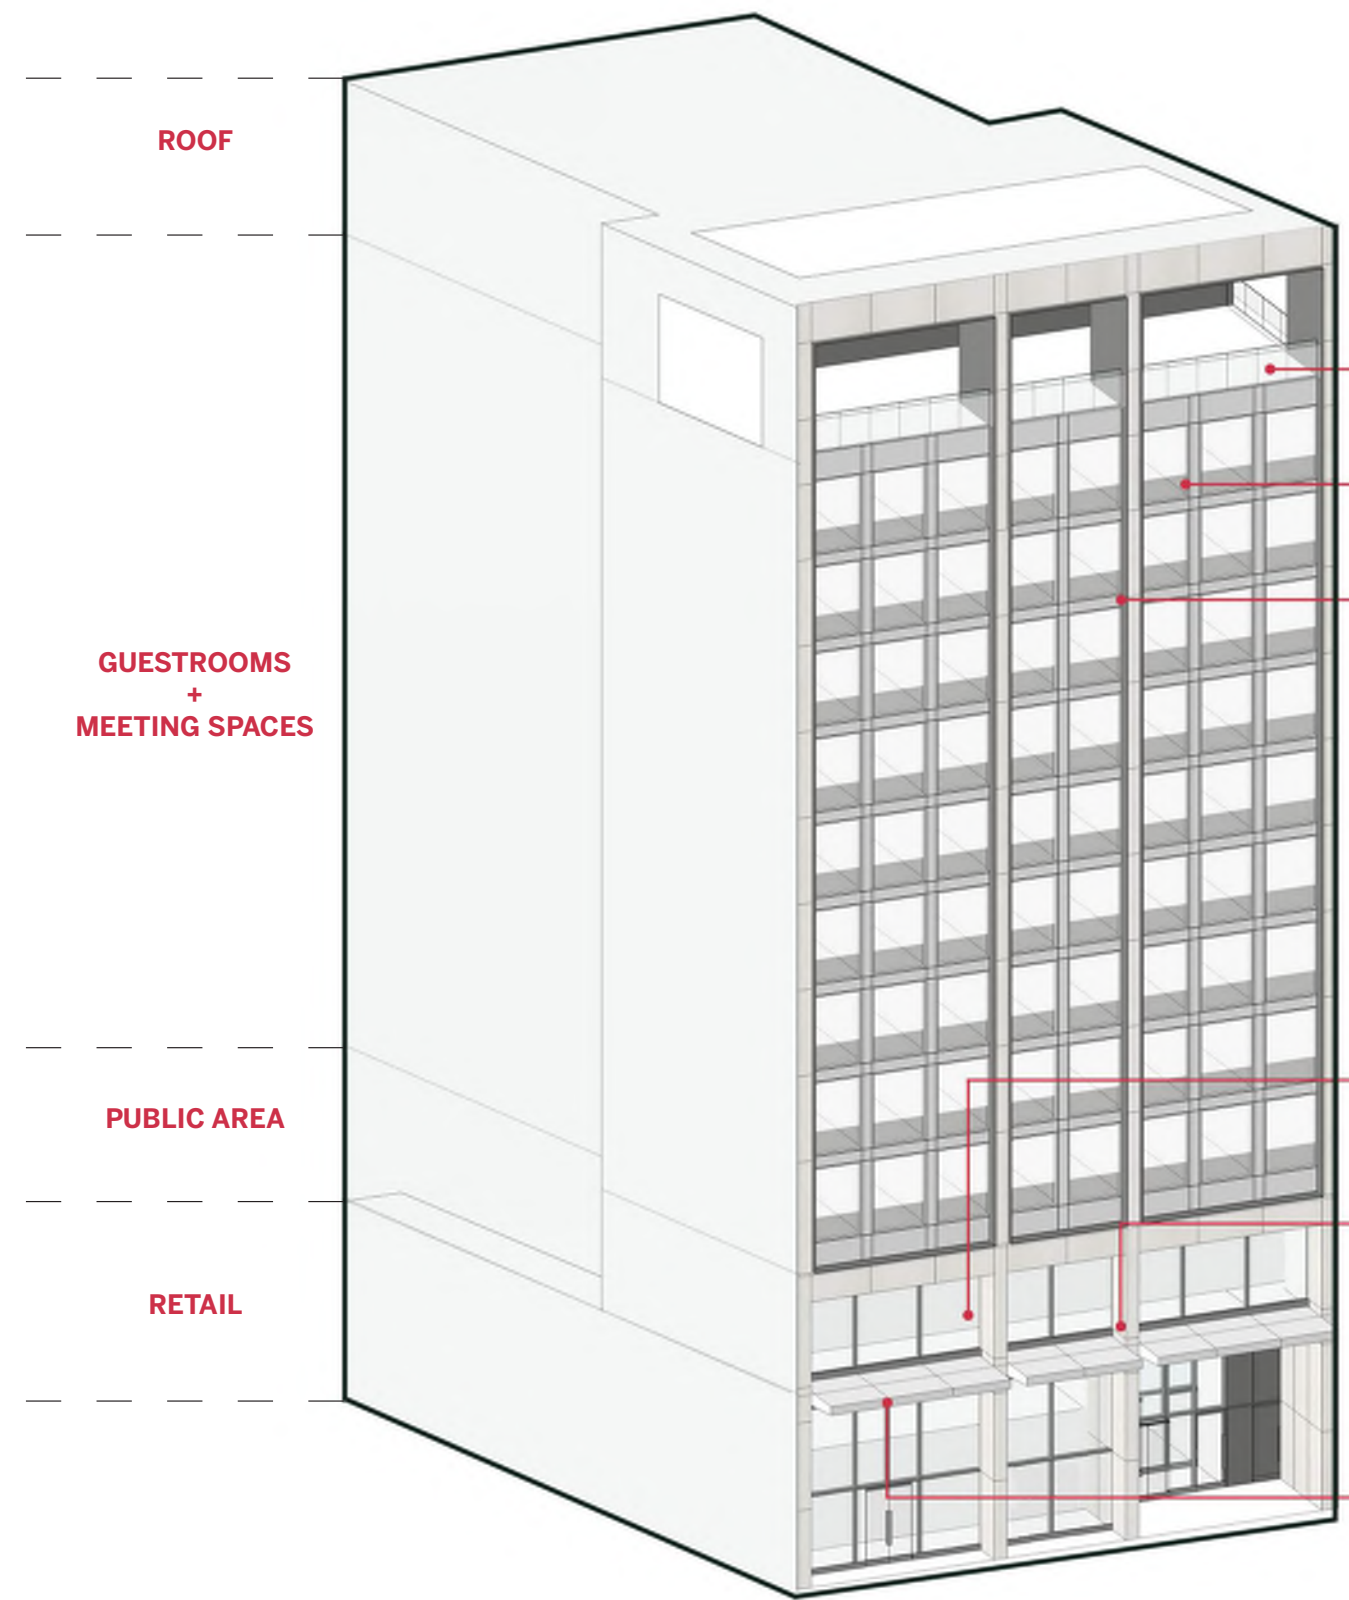 ROOF
GUESTROOMS
+
MEETING SPACES
PUBLIC AREA
RETAIL